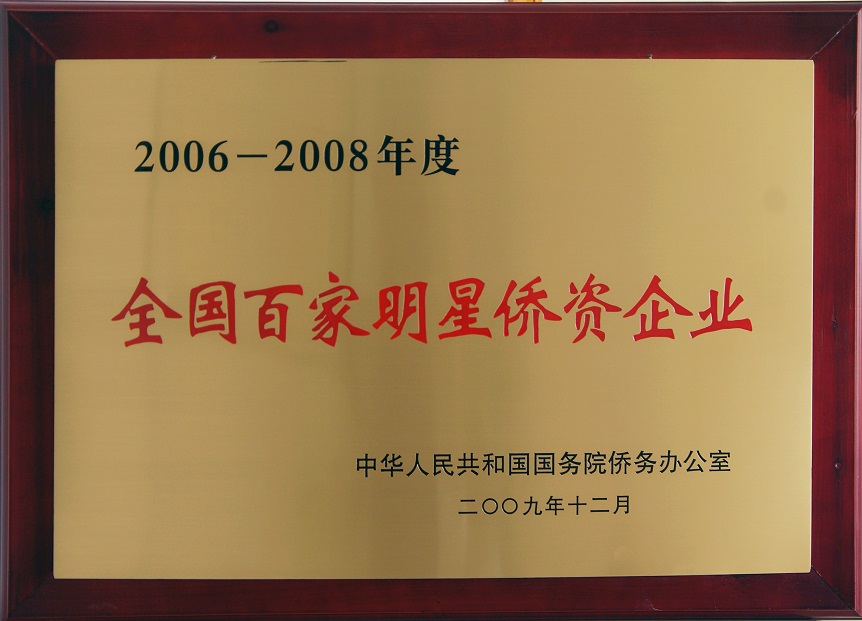 2006－2008年度
全国百家明星侨资企业
中华人民共和国国务院侨务办公室
二〇〇九年十二月